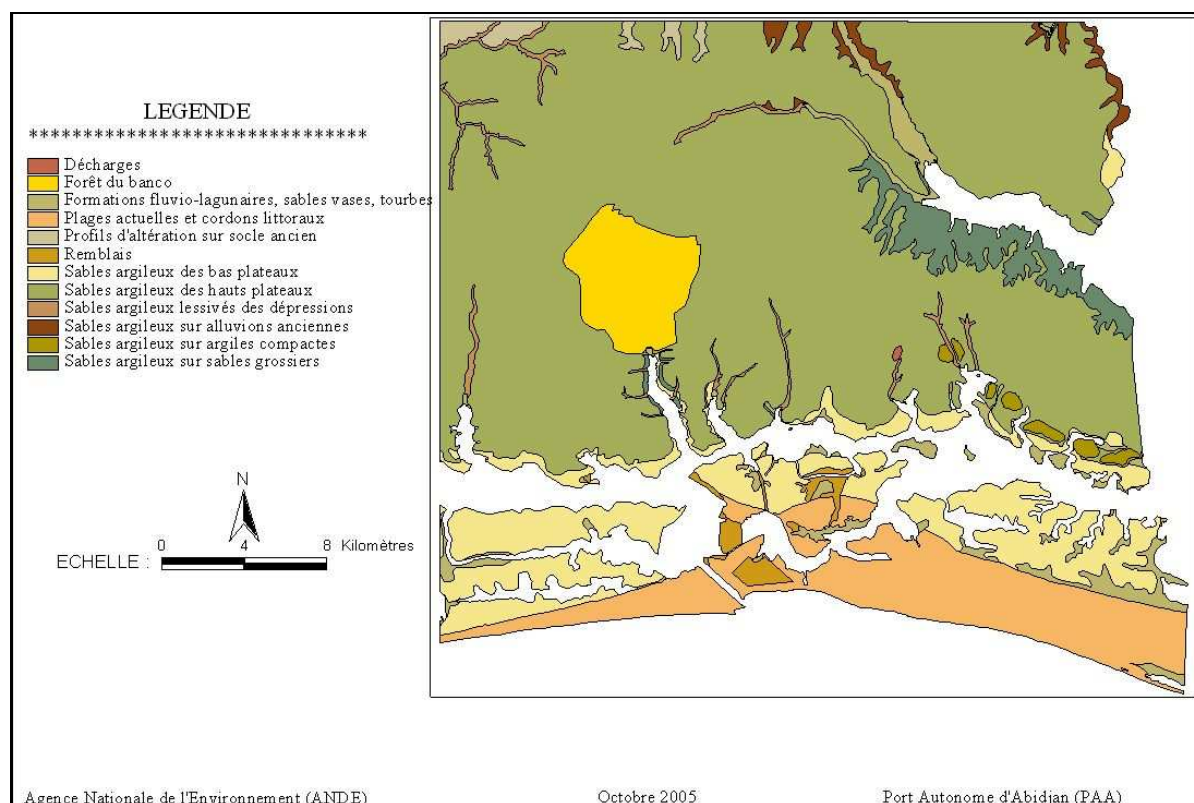 LEGENDE
*******************************
Décharges
Forêt du banco
Formations fluvio-lagunaires, sables vases, tourbes
Plages actuelles et cordons littoraux
Profils d'altération sur socle ancien
Remblais
Sables argileux des bas plateaux
Sables argileux des hauts plateaux
Sables argileux lessivés des dépressions
Sables argileux sur alluvions anciennes
Sables argileux sur argiles compactes
Sables argileux sur sables grossiers
N
0 4 8 Kilomètres
ECHELLE :
Agence Nationale de l'Environnement (ANDE) Octobre 2005 Port Autonome d'Abidian (PAA)